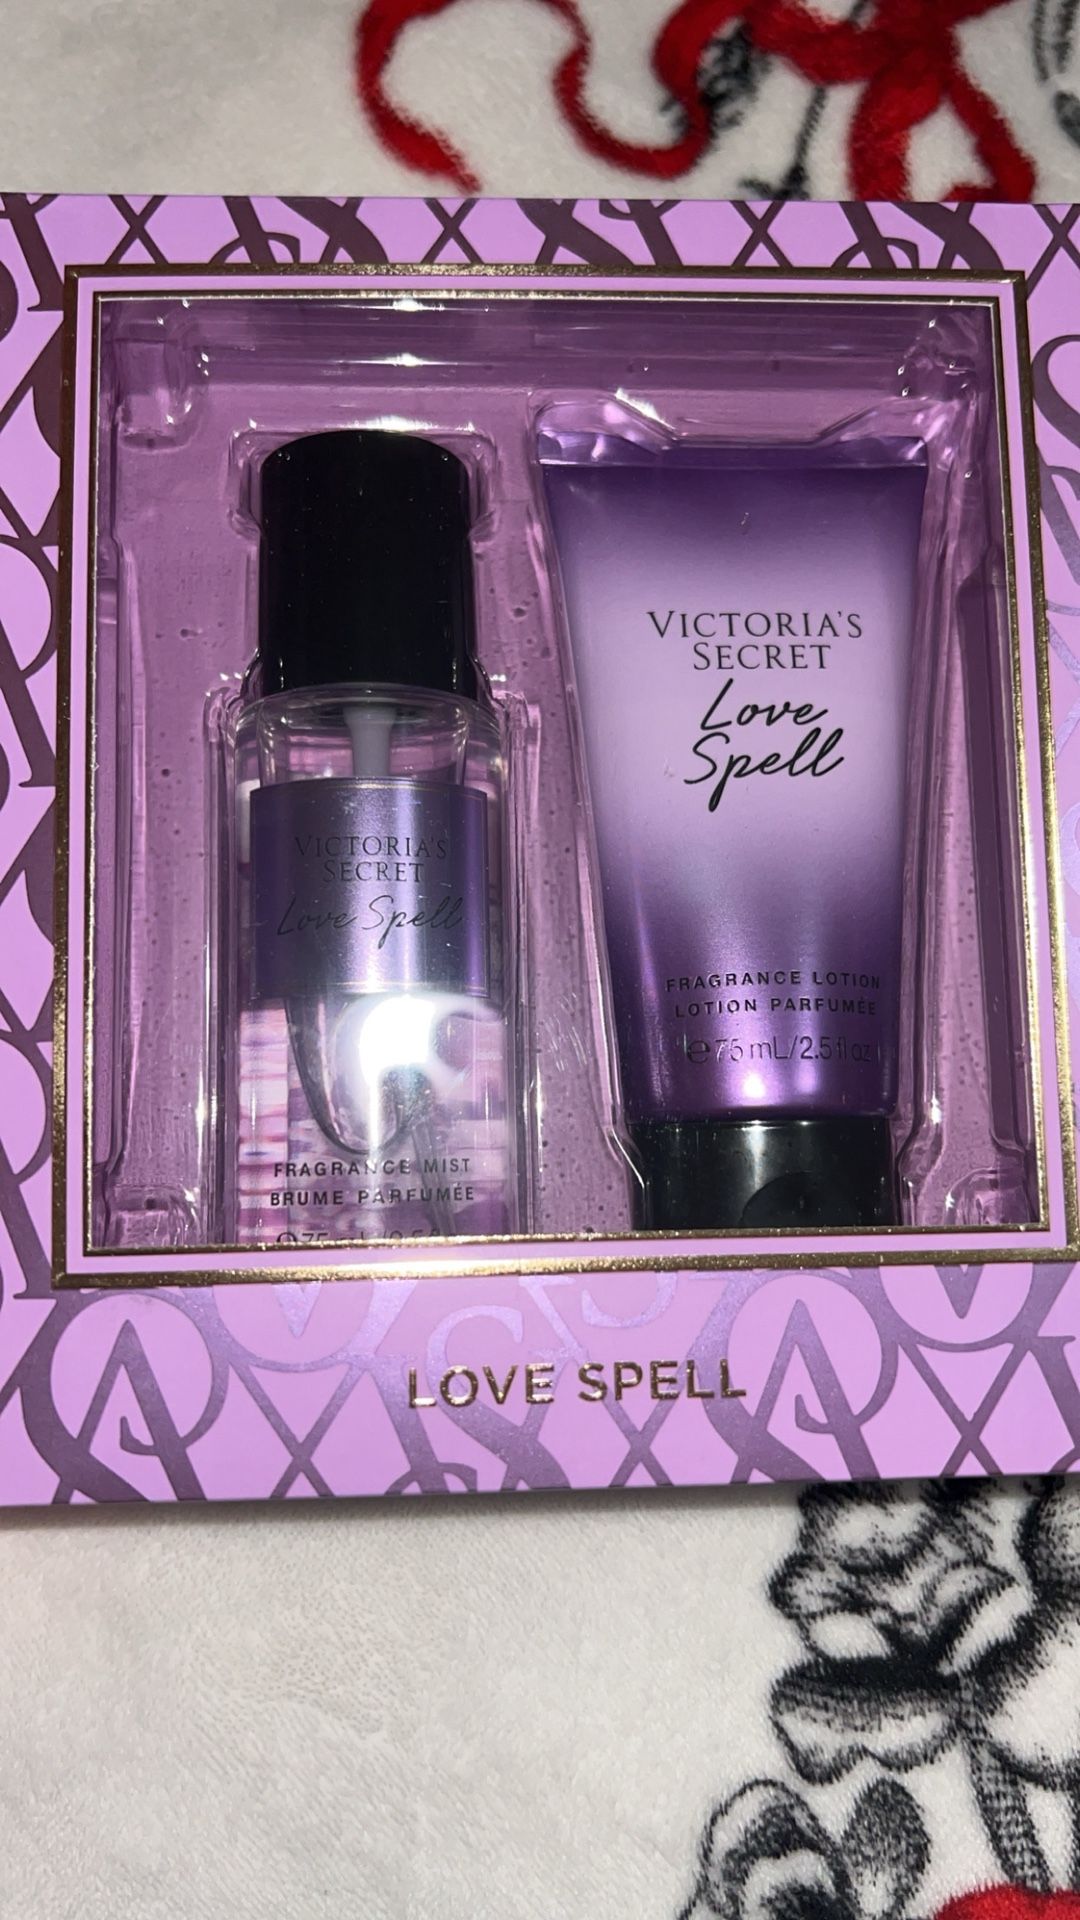 VICTORIA'S
SECRET
Love Spell
FRAGRANCE MIST
BRUME PARFUMÉE
VICTORIA'S
SECRET
Love
Spell
FRAGRANCE LOTION
LOTION PARFUMÉE
e 75 mL/2.5 fl oz
LOVE SPELL